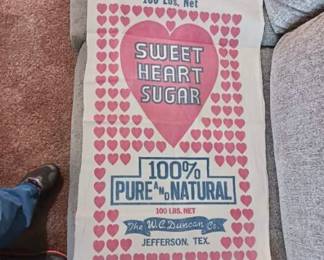 100 Lbs. Net
SWEET
HEART
SUGAR
100%
PURE AND NATURAL
100 LBS. NET
The W.C. Duncan Co.
JEFFERSON, TEX.